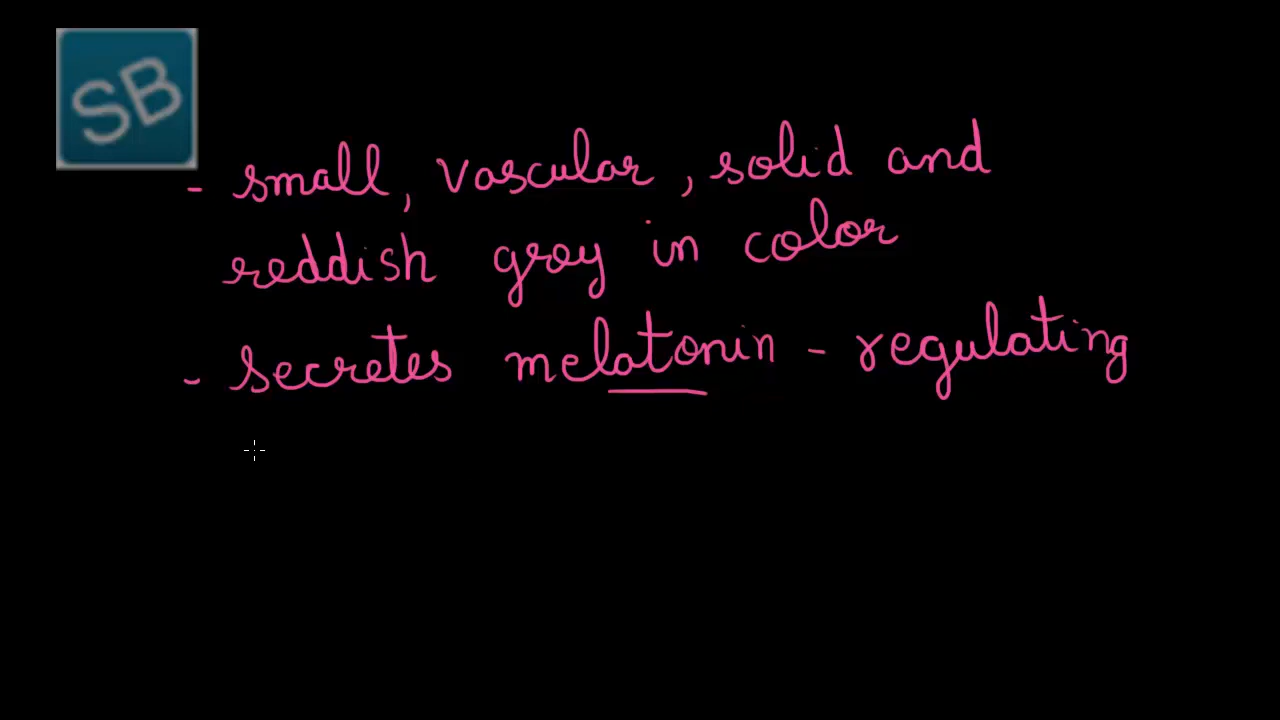 SB
- small, vascular, solid and
reddish grey in color
- secretes melatonin - regulating